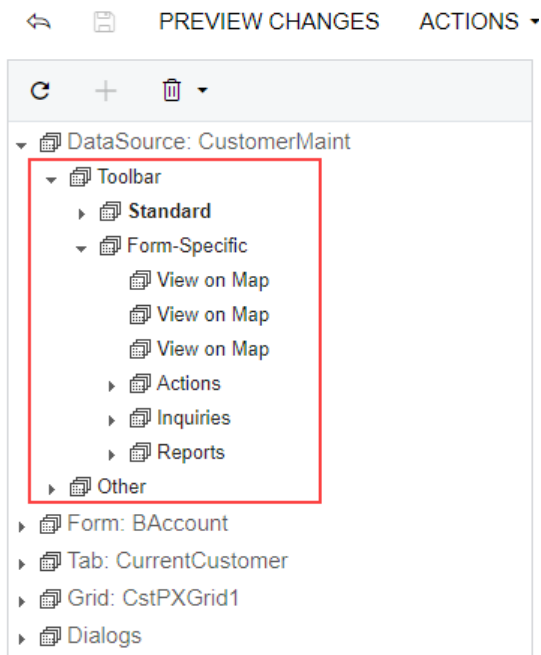 PREVIEW CHANGES ACTIONS
DataSource: CustomerMaint
Toolbar
Standard
Form-Specific
View on Map
View on Map
View on Map
Actions
Inquiries
Reports
Other
Form: BAccount
Tab: CurrentCustomer
Grid: CstPXGrid1
Dialogs